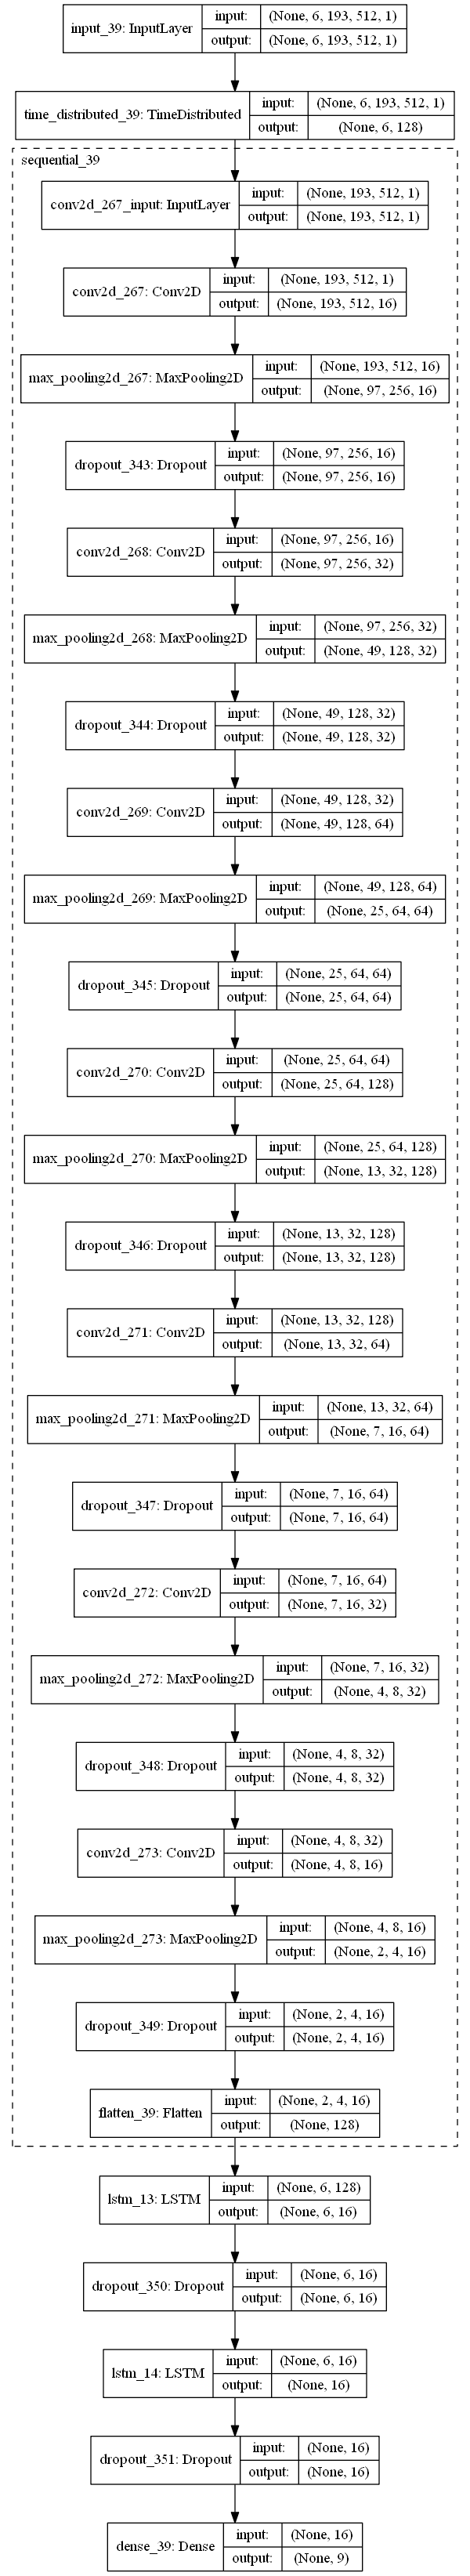 input_39: InputLayer
input: (None, 6, 193, 512, 1)
output: (None, 6, 193, 512, 1)
time_distributed_39: TimeDistributed
input: (None, 6, 193, 512, 1)
output: (None, 6, 128)
sequential_39
conv2d_267_input: InputLayer
input: (None, 193, 512, 1)
output: (None, 193, 512, 1)
conv2d_267: Conv2D
input: (None, 193, 512, 1)
output: (None, 193, 512, 16)
max_pooling2d_267: MaxPooling2D
input: (None, 193, 512, 16)
output: (None, 97, 256, 16)
dropout_343: Dropout
input: (None, 97, 256, 16)
output: (None, 97, 256, 16)
conv2d_268: Conv2D
input: (None, 97, 256, 16)
output: (None, 97, 256, 32)
max_pooling2d_268: MaxPooling2D
input: (None, 97, 256, 32)
output: (None, 49, 128, 32)
dropout_344: Dropout
input: (None, 49, 128, 32)
output: (None, 49, 128, 32)
conv2d_269: Conv2D
input: (None, 49, 128, 32)
output: (None, 49, 128, 64)
max_pooling2d_269: MaxPooling2D
input: (None, 49, 128, 64)
output: (None, 25, 64, 64)
dropout_345: Dropout
input: (None, 25, 64, 64)
output: (None, 25, 64, 64)
conv2d_270: Conv2D
input: (None, 25, 64, 64)
output: (None, 25, 64, 128)
max_pooling2d_270: MaxPooling2D
input: (None, 25, 64, 128)
output: (None, 13, 32, 128)
dropout_346: Dropout
input: (None, 13, 32, 128)
output: (None, 13, 32, 128)
conv2d_271: Conv2D
input: (None, 13, 32, 128)
output: (None, 13, 32, 64)
max_pooling2d_271: MaxPooling2D
input: (None, 13, 32, 64)
output: (None, 7, 16, 64)
dropout_347: Dropout
input: (None, 7, 16, 64)
output: (None, 7, 16, 64)
conv2d_272: Conv2D
input: (None, 7, 16, 64)
output: (None, 7, 16, 32)
max_pooling2d_272: MaxPooling2D
input: (None, 7, 16, 32)
output: (None, 4, 8, 32)
dropout_348: Dropout
input: (None, 4, 8, 32)
output: (None, 4, 8, 32)
conv2d_273: Conv2D
input: (None, 4, 8, 32)
output: (None, 4, 8, 16)
max_pooling2d_273: MaxPooling2D
input: (None, 4, 8, 16)
output: (None, 2, 4, 16)
dropout_349: Dropout
input: (None, 2, 4, 16)
output: (None, 2, 4, 16)
flatten_39: Flatten
input: (None, 2, 4, 16)
output: (None, 128)
lstm_13: LSTM
input: (None, 6, 128)
output: (None, 6, 16)
dropout_350: Dropout
input: (None, 6, 16)
output: (None, 6, 16)
lstm_14: LSTM
input: (None, 6, 16)
output: (None, 16)
dropout_351: Dropout
input: (None, 16)
output: (None, 16)
dense_39: Dense
input: (None, 16)
output: (None, 9)